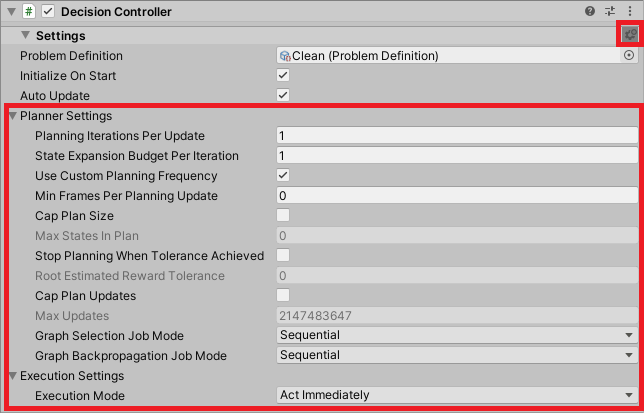 # Decision Controller
Settings
Problem Definition Clean (Problem Definition)
Initialize On Start
Auto Update
Planner Settings
Planning Iterations Per Update 1
State Expansion Budget Per Iteration 1
Use Custom Planning Frequency
Min Frames Per Planning Update 0
Cap Plan Size
Max States In Plan 0
Stop Planning When Tolerance Achieved
Root Estimated Reward Tolerance 0
Cap Plan Updates
Max Updates 2147483647
Graph Selection Job Mode Sequential
Graph Backpropagation Job Mode Sequential
Execution Settings
Execution Mode Act Immediately